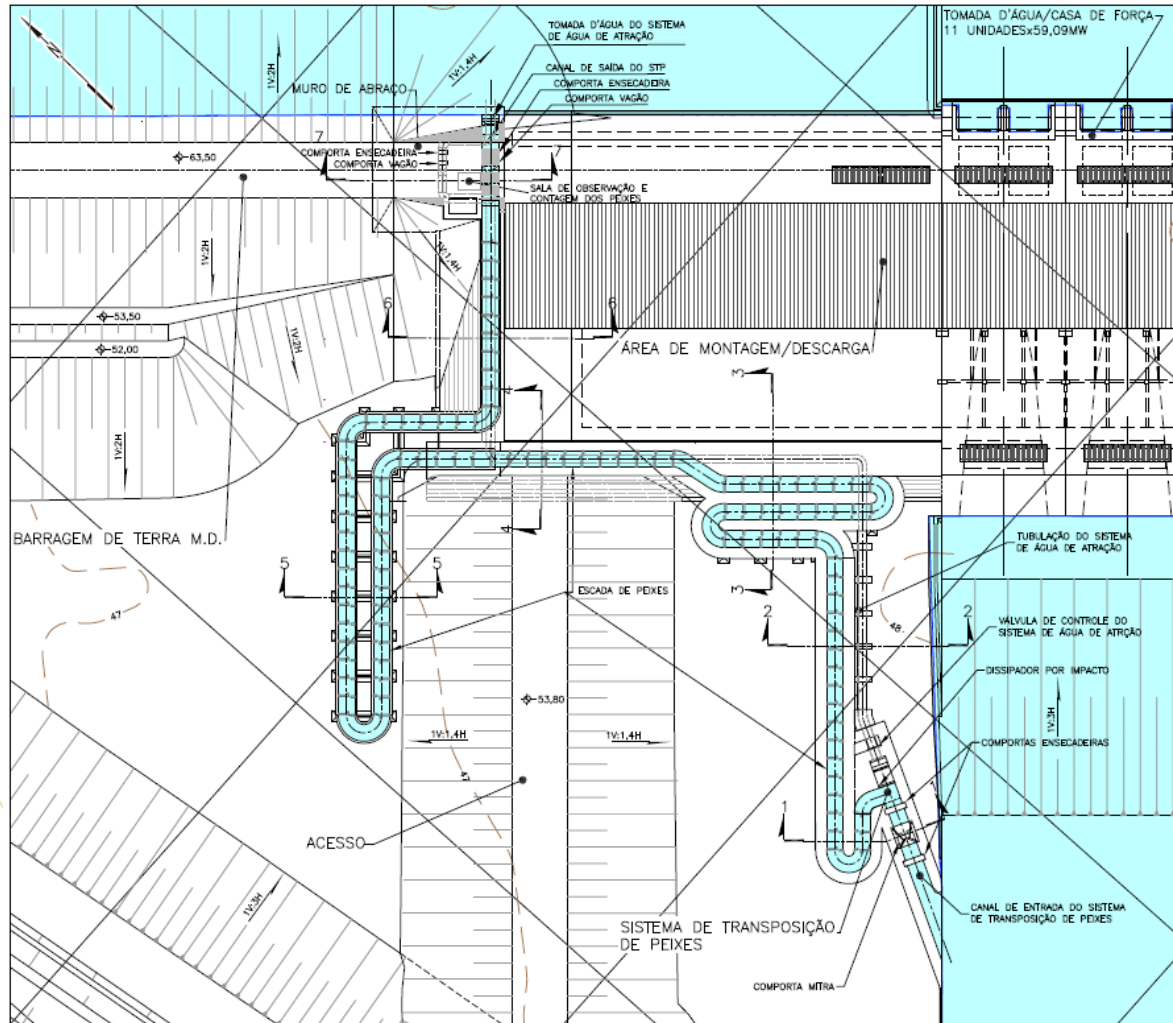 TOMADA D'ÁGUA DO SISTEMA
DE ÁGUA DE ATRAÇÃO
TOMADA D'ÁGUA/CASA DE FORÇA
11 UNIDADESx59,09MW
N
1V:2H
1V:1,4H
CANAL DE SAÍDA DO STP
COMPORTA ENSECADEIRA
COMPORTA VAGÃO
MURO DE ABRAÇO
7
COMPORTA ENSECADEIRA
COMPORTA VAGÃO
7
63,50
SALA DE OBSERVAÇÃO E
CONTAGEM DOS PEIXES
1V:2H
1V:2H
1V:1,4H
6
6
53,50
52,00
1V:2H
ÁREA DE MONTAGEM/DESCARGA
3
4
1V:2H
BARRAGEM DE TERRA M.D.
4
TUBULAÇÃO DO SISTEMA
DE ÁGUA DE ATRAÇÃO
5
5
3
ESCADA DE PEIXES
47
48
2
2
VÁLVULA DE CONTROLE DO
SISTEMA DE ÁGUA DE ATRÇÃO
DISSIPADOR POR IMPACTO
53,80
1V:3H
1V:1,4H
1V:1,4H
COMPORTAS ENSECADEIRAS
47
1
1
ACESSO
1V:3H
CANAL DE ENTRADA DO SISTEMA
DE TRANSPOSIÇÃO DE PEIXES
SISTEMA DE TRANSPOSIÇÃO
DE PEIXES
COMPORTA MITRA